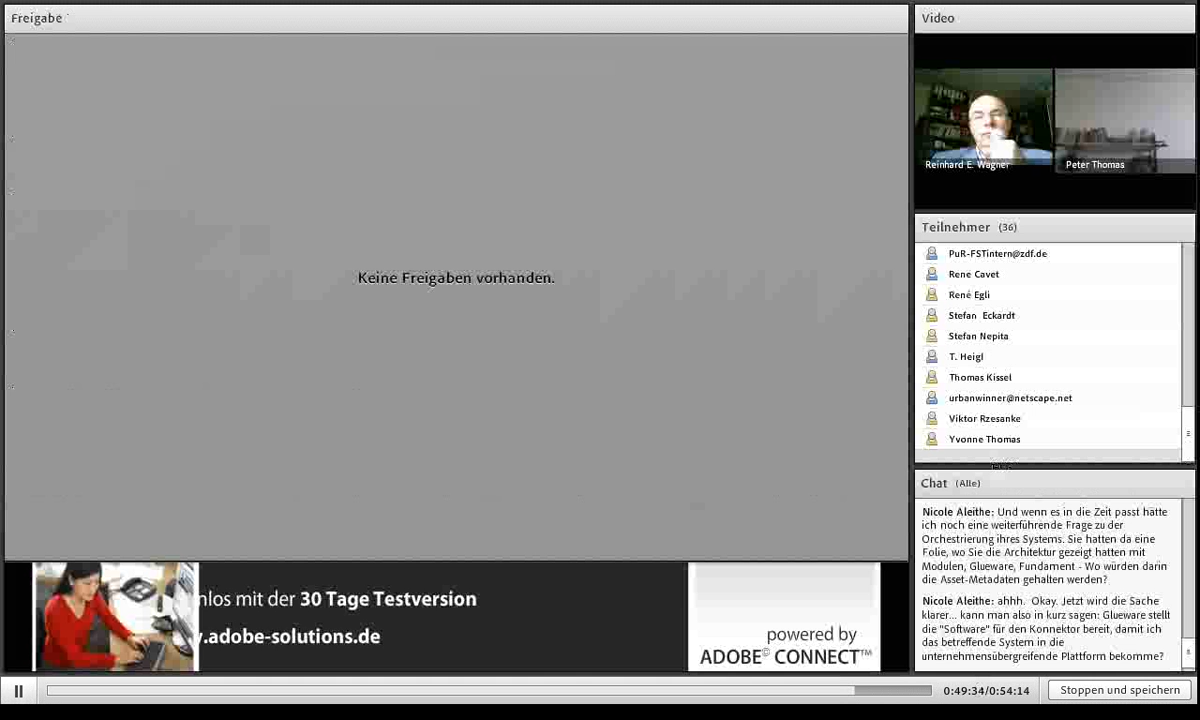 Freigabe
Keine Freigaben vorhanden.
nlos mit der 30 Tage Testversion
.adobe-solutions.de
powered by
ADOBE© CONNECT™
Video
Reinhard E. Wagner
Peter Thomas
Teilnehmer (36)
PuR-FSTintern@zdf.de
Rene Cavet
René Egli
Stefan Eckardt
Stefan Nepita
T. Heigl
Thomas Kissel
urbanwinner@netscape.net
Viktor Rzesanke
Yvonne Thomas
Chat (Alle)
Nicole Aleithe: Und wenn es in die Zeit passt hätte
ich noch eine weiterführende Frage zu der
Orchestrierung ihres Systems. Sie hatten da eine
Folie, wo Sie die Architektur gezeigt hatten mit
Modulen, Glueware, Fundament - Wo würden darin
die Asset-Metadaten gehalten werden?
Nicole Aleithe: ahhh. Okay. Jetzt wird die Sache
klarer... kann man also in kurz sagen: Glueware stellt
die "Software" für den Konnektor bereit, damit ich
das betreffende System in die
unternehmensübergreifende Plattform bekomme?
0:49:34/0:54:14
Stoppen und speichern